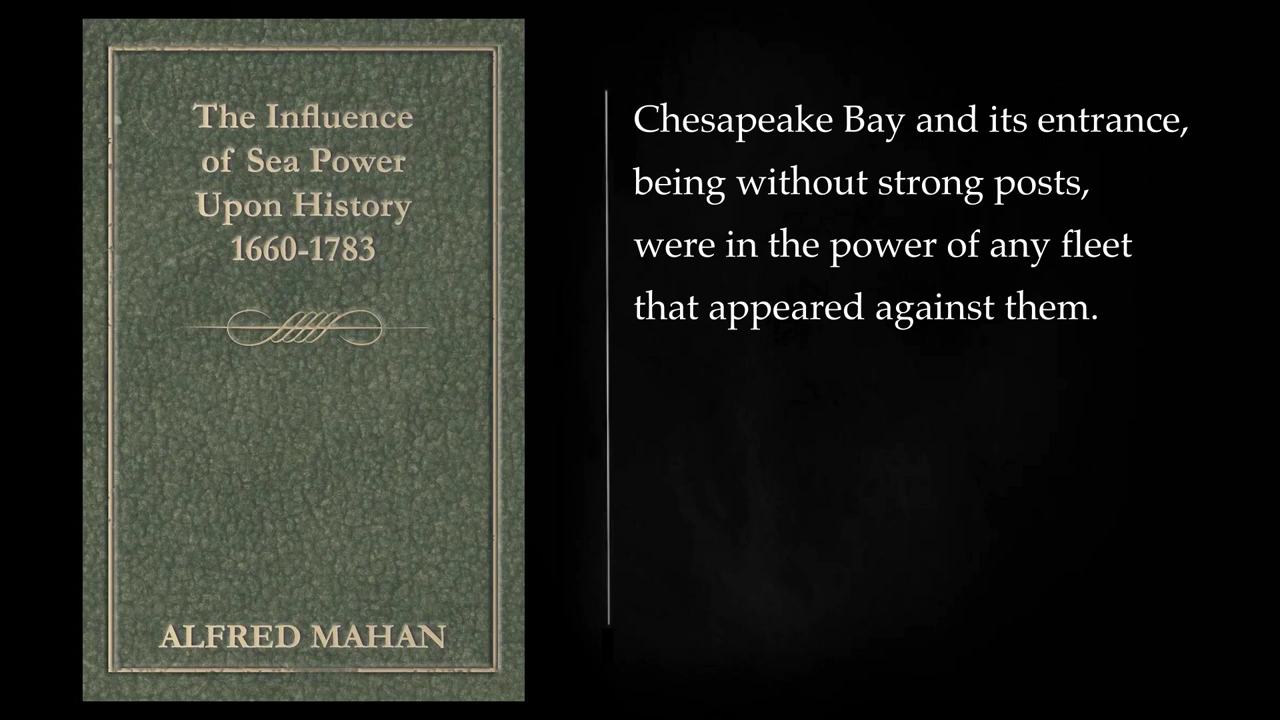 The Influence
of Sea Power
Upon History
1660-1783
ALFRED MAHAN
Chesapeake Bay and its entrance,
being without strong posts,
were in the power of any fleet
that appeared against them.